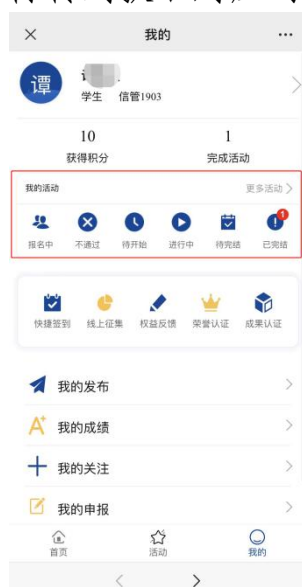 × 我的 ...
谭
学生 信管1903
10 1
获得积分 完成活动
我的活动 更多活动 >
1
报名中 不通过 待开始 进行中 待完结 已完结
快捷签到 线上征集 权益反馈 荣誉认证 成果认证
我的发布 >
A+ 我的成绩 >
我的关注 >
我的申报 >
首页 活动 我的
< >